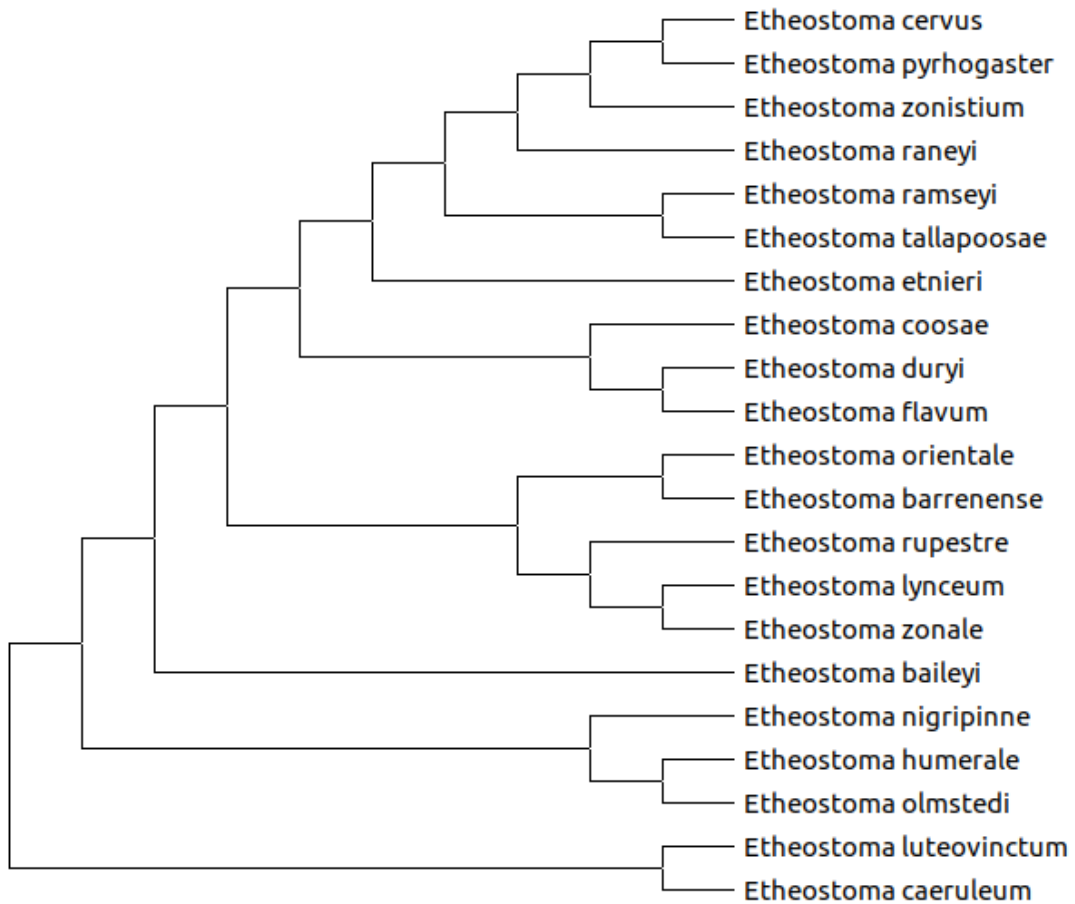 Etheostoma cervus
Etheostoma pyrhogaster
Etheostoma zonistium
Etheostoma raneyi
Etheostoma ramseyi
Etheostoma tallapoosae
Etheostoma etnieri
Etheostoma coosae
Etheostoma duryi
Etheostoma flavum
Etheostoma orientale
Etheostoma barrenense
Etheostoma rupestre
Etheostoma lynceum
Etheostoma zonale
Etheostoma baileyi
Etheostoma nigripinne
Etheostoma humerale
Etheostoma olmstedi
Etheostoma luteovinctum
Etheostoma caeruleum